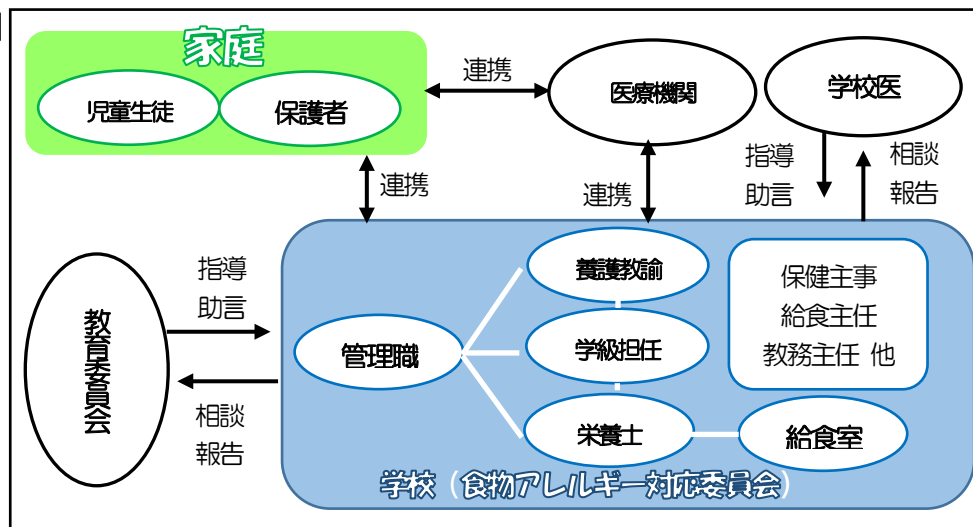 家庭
児童生徒
保護者
連携
医療機関
学校医
指導
助言
相談
報告
連携
連携
教育委員会
指導
助言
相談
報告
管理職
養護教諭
学級担任
栄養士
給食室
保健主事
給食主任
教務主任 他
学校（食物アレルギー対応委員会）